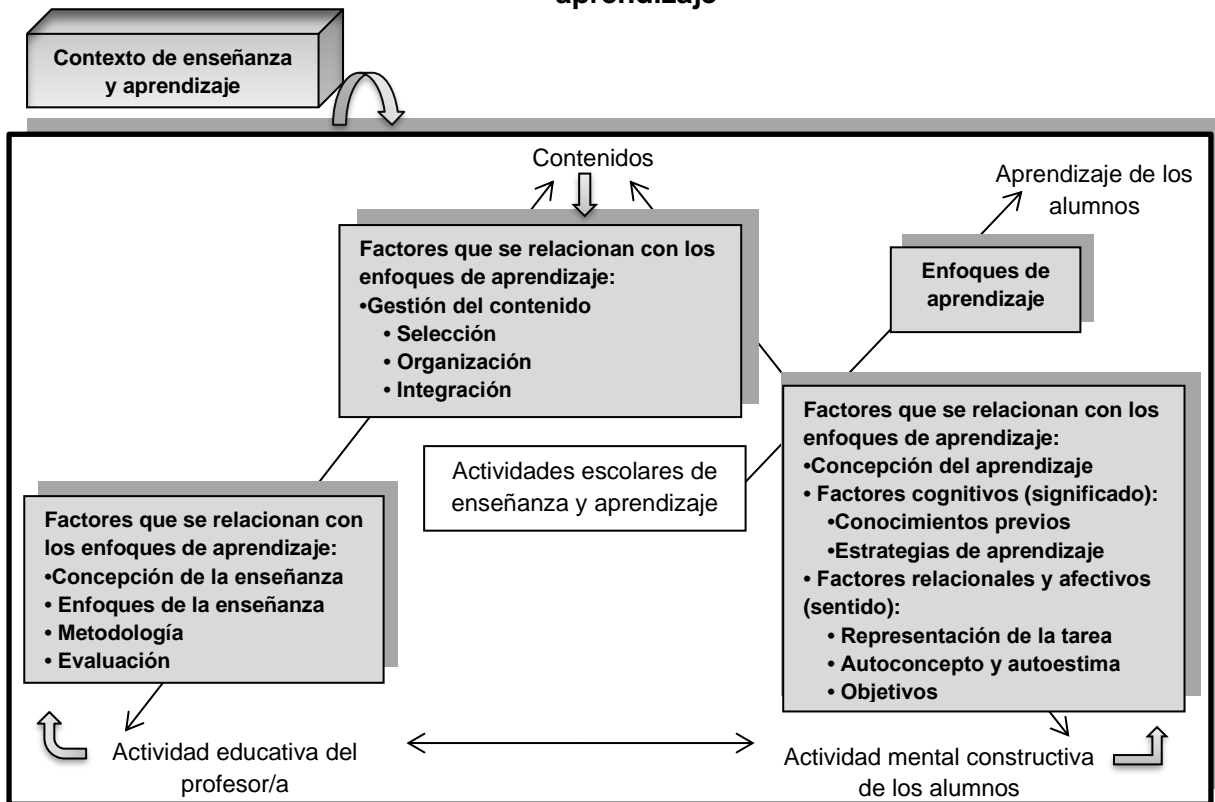 aprendizaje
Contexto de enseñanza
y aprendizaje
Contenidos
Aprendizaje de los
alumnos
Factores que se relacionan con los
enfoques de aprendizaje:
•Gestión del contenido
• Selección
• Organización
• Integración
Enfoques de
aprendizaje
Actividades escolares de
enseñanza y aprendizaje
Factores que se relacionan con los
enfoques de aprendizaje:
•Concepción del aprendizaje
• Factores cognitivos (significado):
•Conocimientos previos
•Estrategias de aprendizaje
• Factores relacionales y afectivos
(sentido):
• Representación de la tarea
• Autoconcepto y autoestima
• Objetivos
Factores que se relacionan con
los enfoques de aprendizaje:
•Concepción de la enseñanza
• Enfoques de la enseñanza
• Metodología
• Evaluación
Actividad educativa del
profesor/a
Actividad mental constructiva
de los alumnos